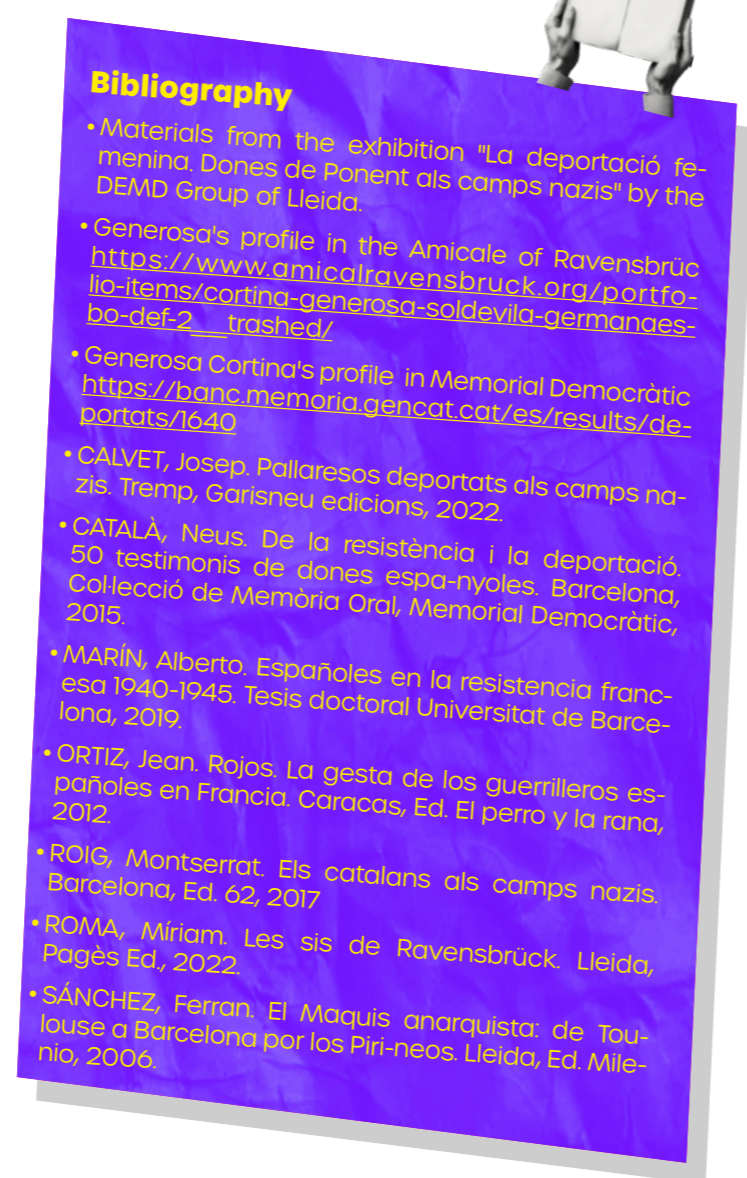 Bibliography
• Materials from the exhibition "La deportació fe-
menina. Dones de Ponent als camps nazis" by the
DEMD Group of Lleida.
• Generosa's profile in the Amicale of Ravensbrüc
https://www.amicalravensbruck.org/portfo-
lio-items/cortina-generosa-soldevila-germanaes-
bo-def-2__trashed/
• Generosa Cortina's profile in Memorial Democràtic
https://banc.memoria.gencat.cat/es/results/de-
portats/1640
• CALVET, Josep. Pallaresos deportats als camps na-
zis. Tremp, Garisneu edicions, 2022.
• CATALÀ, Neus. De la resistència i la deportació.
50 testimonis de dones espa-nyoles. Barcelona,
Col·lecció de Memòria Oral, Memorial Democràtic,
2015.
• MARÍN, Alberto. Españoles en la resistencia franc-
esa 1940-1945. Tesis doctoral Universitat de Barce-
lona, 2019.
• ORTIZ, Jean. Rojos. La gesta de los guerrilleros es-
pañoles en Francia. Caracas, Ed. El perro y la rana,
2012.
• ROIG, Montserrat. Els catalans als camps nazis.
Barcelona, Ed. 62, 2017
• ROMA, Míriam. Les sis de Ravensbrück. Lleida,
Pagès Ed., 2022.
• SÁNCHEZ, Ferran. El Maquis anarquista: de Tou-
louse a Barcelona por los Piri-neos. Lleida, Ed. Mile-
nio, 2006.